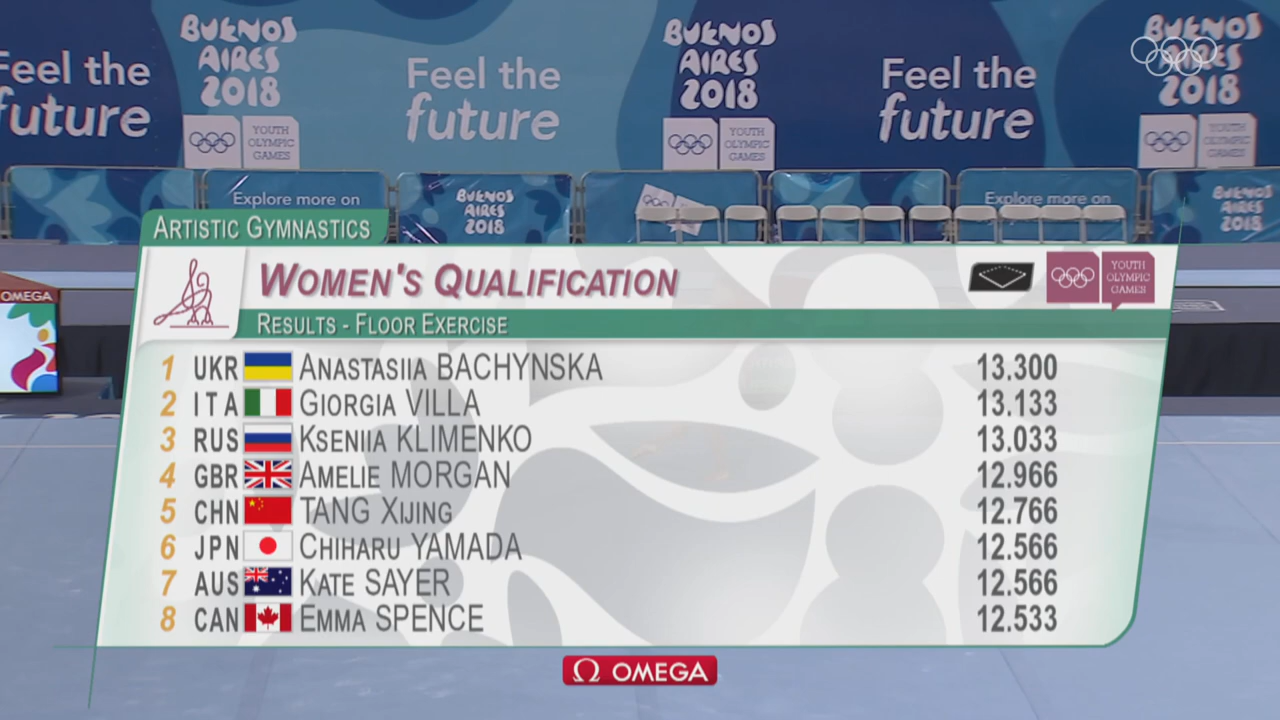 BUENOS AIRES 2018
Feel the future
YOUTH OLYMPIC GAMES
BUENOS AIRES 2018
Feel the future
YOUTH OLYMPIC GAMES
BUENOS AIRES 2018
Feel the future
YOUTH OLYMPIC GAMES
Explore more on
BUENOS AIRES 2018
Explore more on
BUENOS AIRES 2018
OMEGA
ARTISTIC GYMNASTICS
WOMEN'S QUALIFICATION
YOUTH OLYMPIC GAMES
RESULTS - FLOOR EXERCISE
1 UKR ANASTASIIA BACHYNSKA 13.300
2 ITA GIORGIA VILLA 13.133
3 RUS KSENIIA KLIMENKO 13.033
4 GBR AMELIE MORGAN 12.966
5 CHN TANG XIJING 12.766
6 JPN CHIHARU YAMADA 12.566
7 AUS KATE SAYER 12.566
8 CAN EMMA SPENCE 12.533
Ω OMEGA